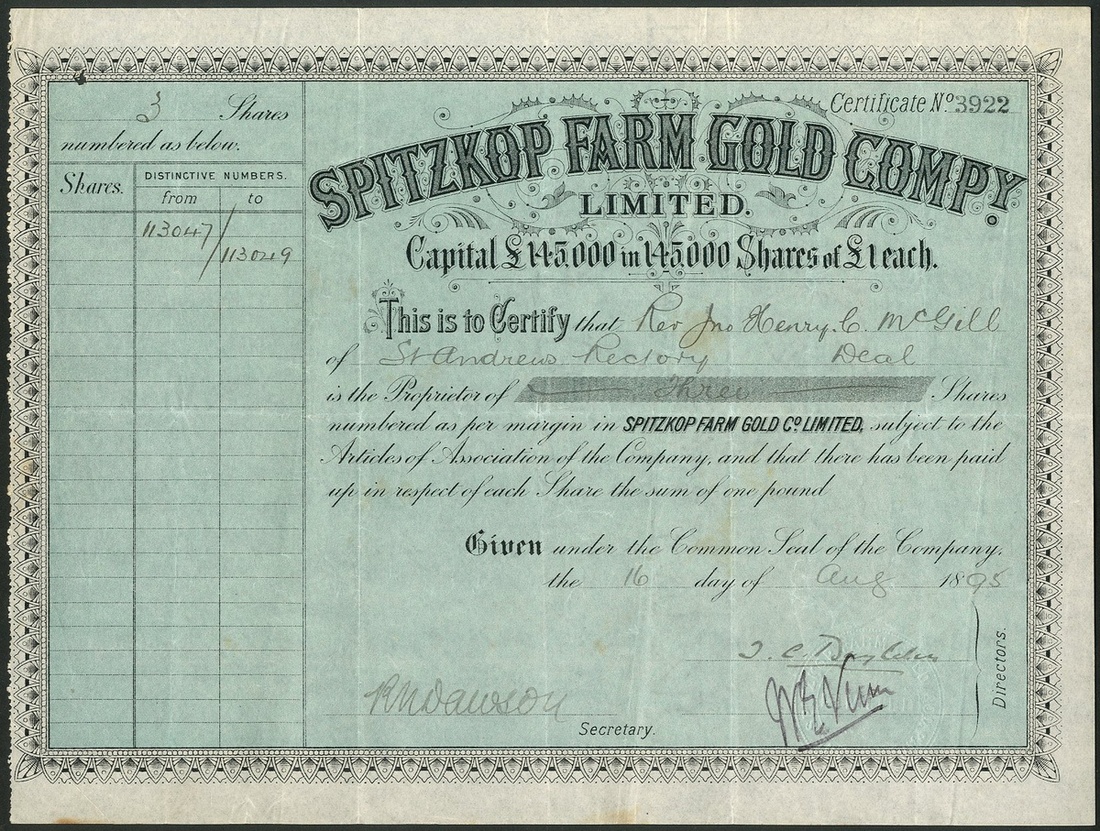 3 Shares
numbered as below.
Shares.
DISTINCTIVE NUMBERS.
from to
113047
113049
Certificate No. 3922
SPITZKOP FARM GOLD COMPY.
LIMITED.
Capital £145,000 in 145,000 Shares of £1 each.
This is to Certify that Rev Jno Henry C. McGill
of St Andrews Rectory Deal
is the Proprietor of Three Shares
numbered as per margin in SPITZKOP FARM GOLD Co. LIMITED, subject to the
Articles of Association of the Company, and that there has been paid
up in respect of each Share the sum of one pound
Given under the Common Seal of the Company,
the 16 day of Aug 1895
Directors.
R M Dawson
Secretary.